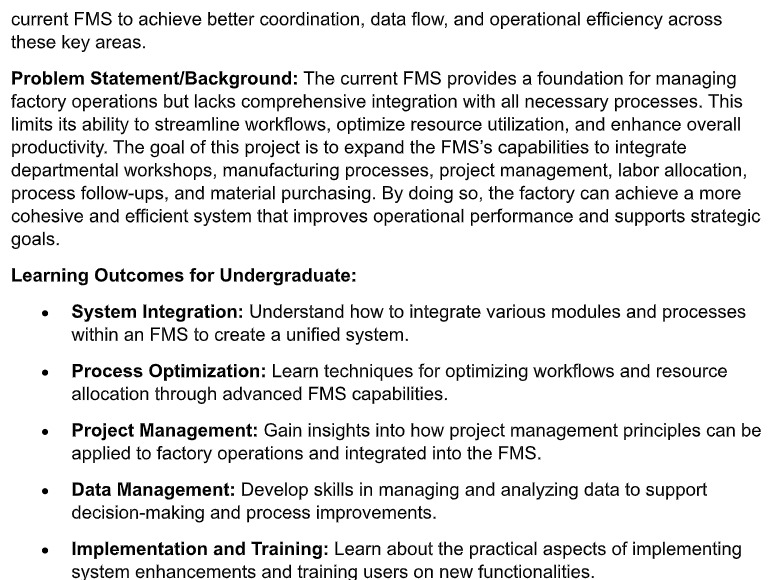 current FMS to achieve better coordination, data flow, and operational efficiency across
these key areas.
Problem Statement/Background: The current FMS provides a foundation for managing
factory operations but lacks comprehensive integration with all necessary processes. This
limits its ability to streamline workflows, optimize resource utilization, and enhance overall
productivity. The goal of this project is to expand the FMS's capabilities to integrate
departmental workshops, manufacturing processes, project management, labor allocation,
process follow-ups, and material purchasing. By doing so, the factory can achieve a more
cohesive and efficient system that improves operational performance and supports strategic
goals.
Learning Outcomes for Undergraduate:
• System Integration: Understand how to integrate various modules and processes
within an FMS to create a unified system.
• Process Optimization: Learn techniques for optimizing workflows and resource
allocation through advanced FMS capabilities.
• Project Management: Gain insights into how project management principles can be
applied to factory operations and integrated into the FMS.
• Data Management: Develop skills in managing and analyzing data to support
decision-making and process improvements.
• Implementation and Training: Learn about the practical aspects of implementing
system enhancements and training users on new functionalities.